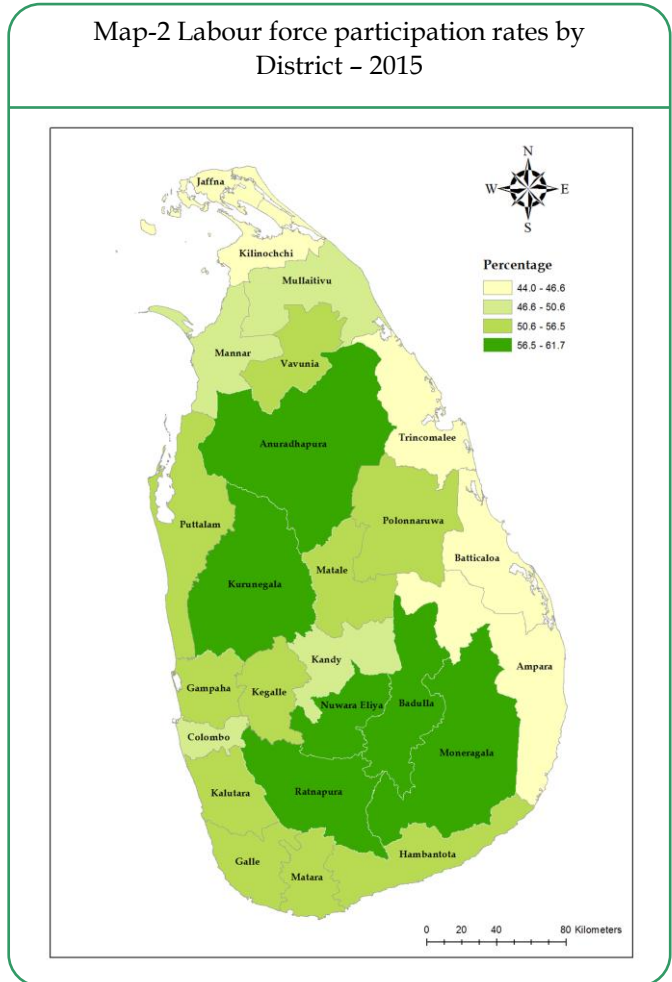 Map-2 Labour force participation rates by
District – 2015
N
W
E
S
Percentage
44.0 - 46.6
46.6 - 50.6
50.6 - 56.5
56.5 - 61.7
Jaffna
Kilinochchi
Mullaitivu
Mannar
Vavunia
Anuradhapura
Trincomalee
Puttalam
Polonnaruwa
Batticaloa
Matale
Kurunegala
Kandy
Ampara
Gampaha
Kegalle
Nuwara Eliya
Badulla
Colombo
Moneragala
Kalutara
Ratnapura
Galle
Matara
Hambantota
0 20 40 80 Kilometers